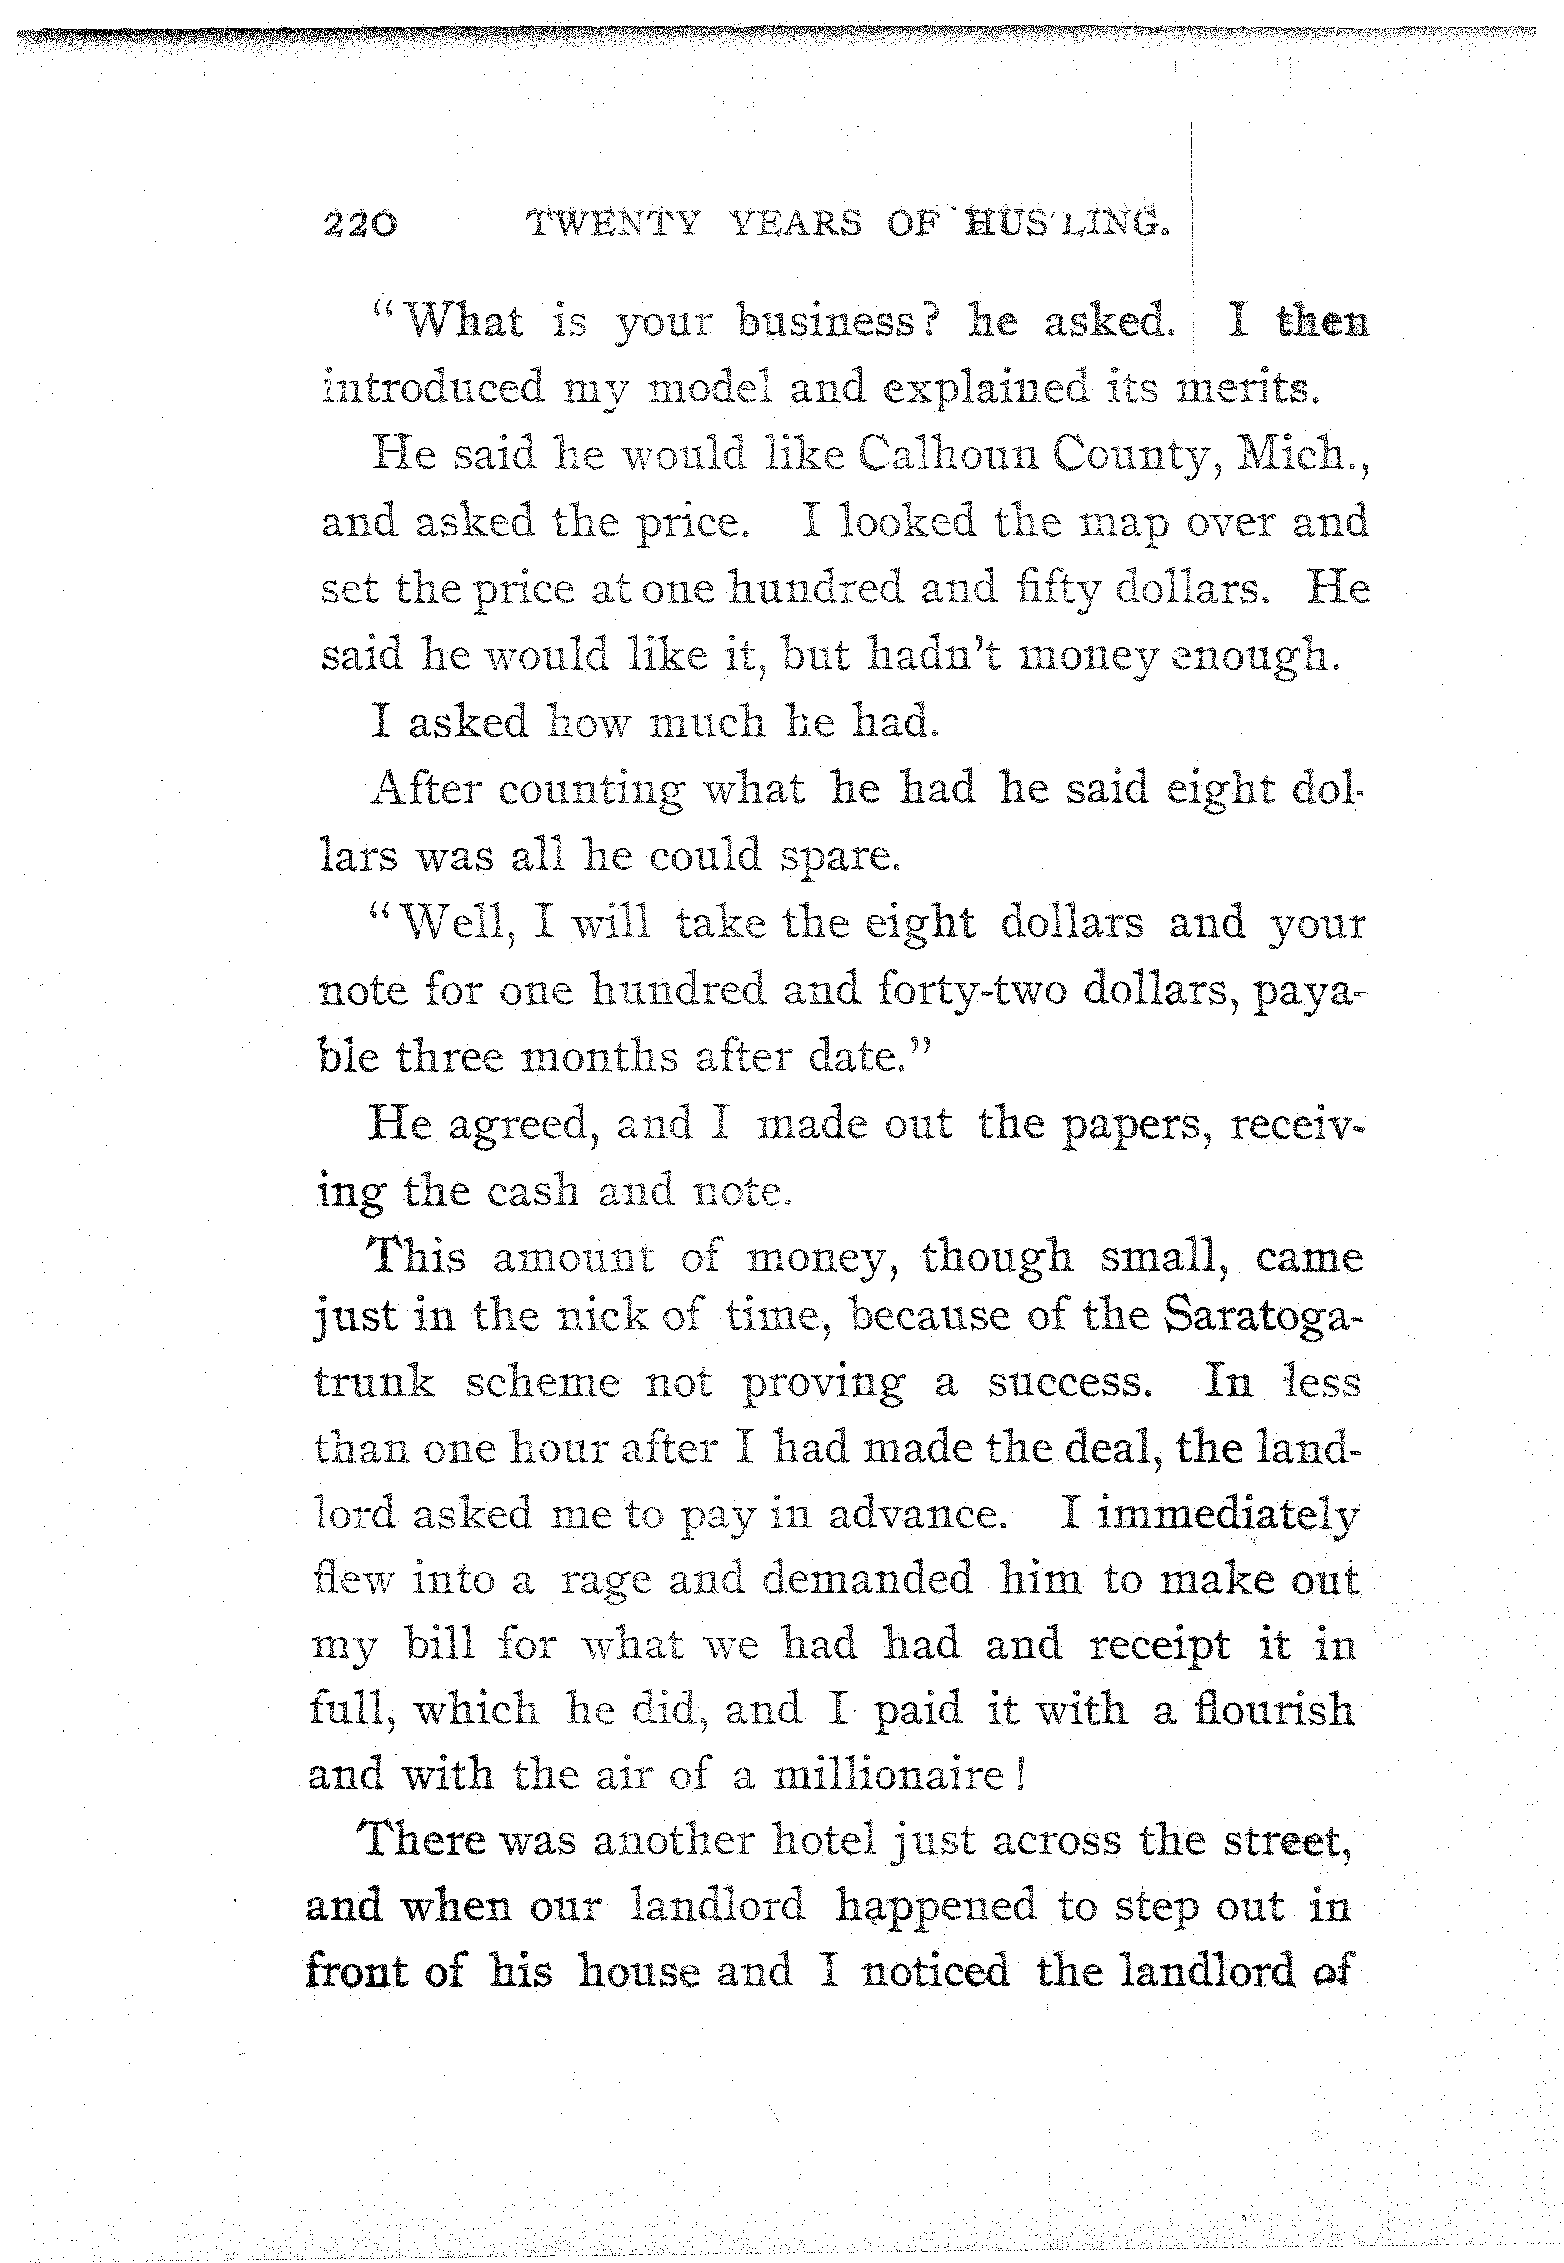 220 TWENTY YEARS OF HUS'LING.
"What is your business? he asked. I then
introduced my model and explained its merits.
He said he would like Calhoun County, Mich.,
and asked the price. I looked the map over and
set the price at one hundred and fifty dollars. He
said he would like it, but hadn't money enough.
I asked how much he had.
After counting what he had he said eight dol-
lars was all he could spare.
"Well, I will take the eight dollars and your
note for one hundred and forty-two dollars, paya-
ble three months after date."
He agreed, and I made out the papers, receiv-
ing the cash and note.
This amount of money, though small, came
just in the nick of time, because of the Saratoga-
trunk scheme not proving a success. In less
than one hour after I had made the deal, the land-
lord asked me to pay in advance. I immediately
flew into a rage and demanded him to make out
my bill for what we had had and receipt it in
full, which he did, and I paid it with a flourish
and with the air of a millionaire!
There was another hotel just across the street,
and when our landlord happened to step out in
front of his house and I noticed the landlord of